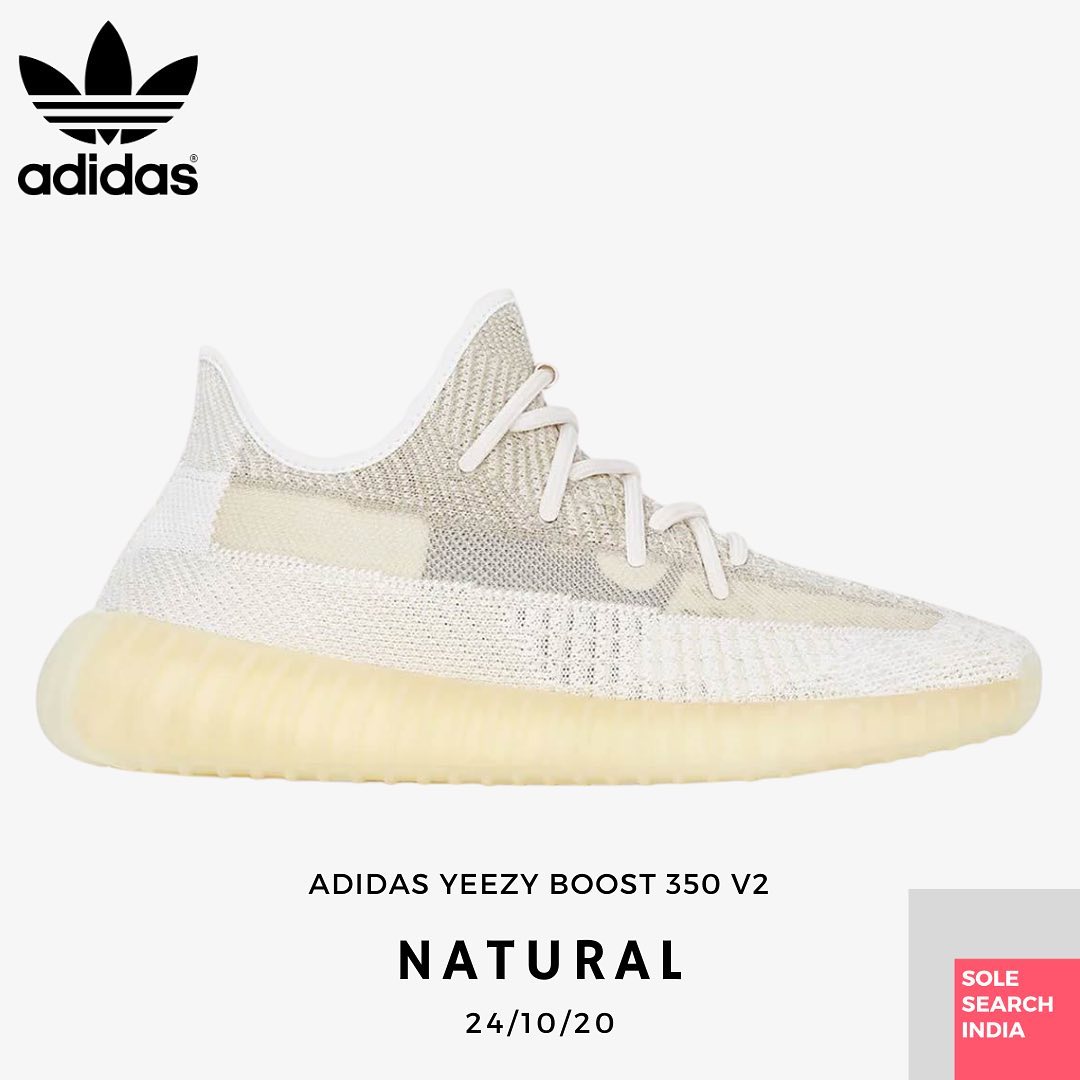 adidas®
ADIDAS YEEZY BOOST 350 V2
NATURAL
24/10/20
SOLE
SEARCH
INDIA